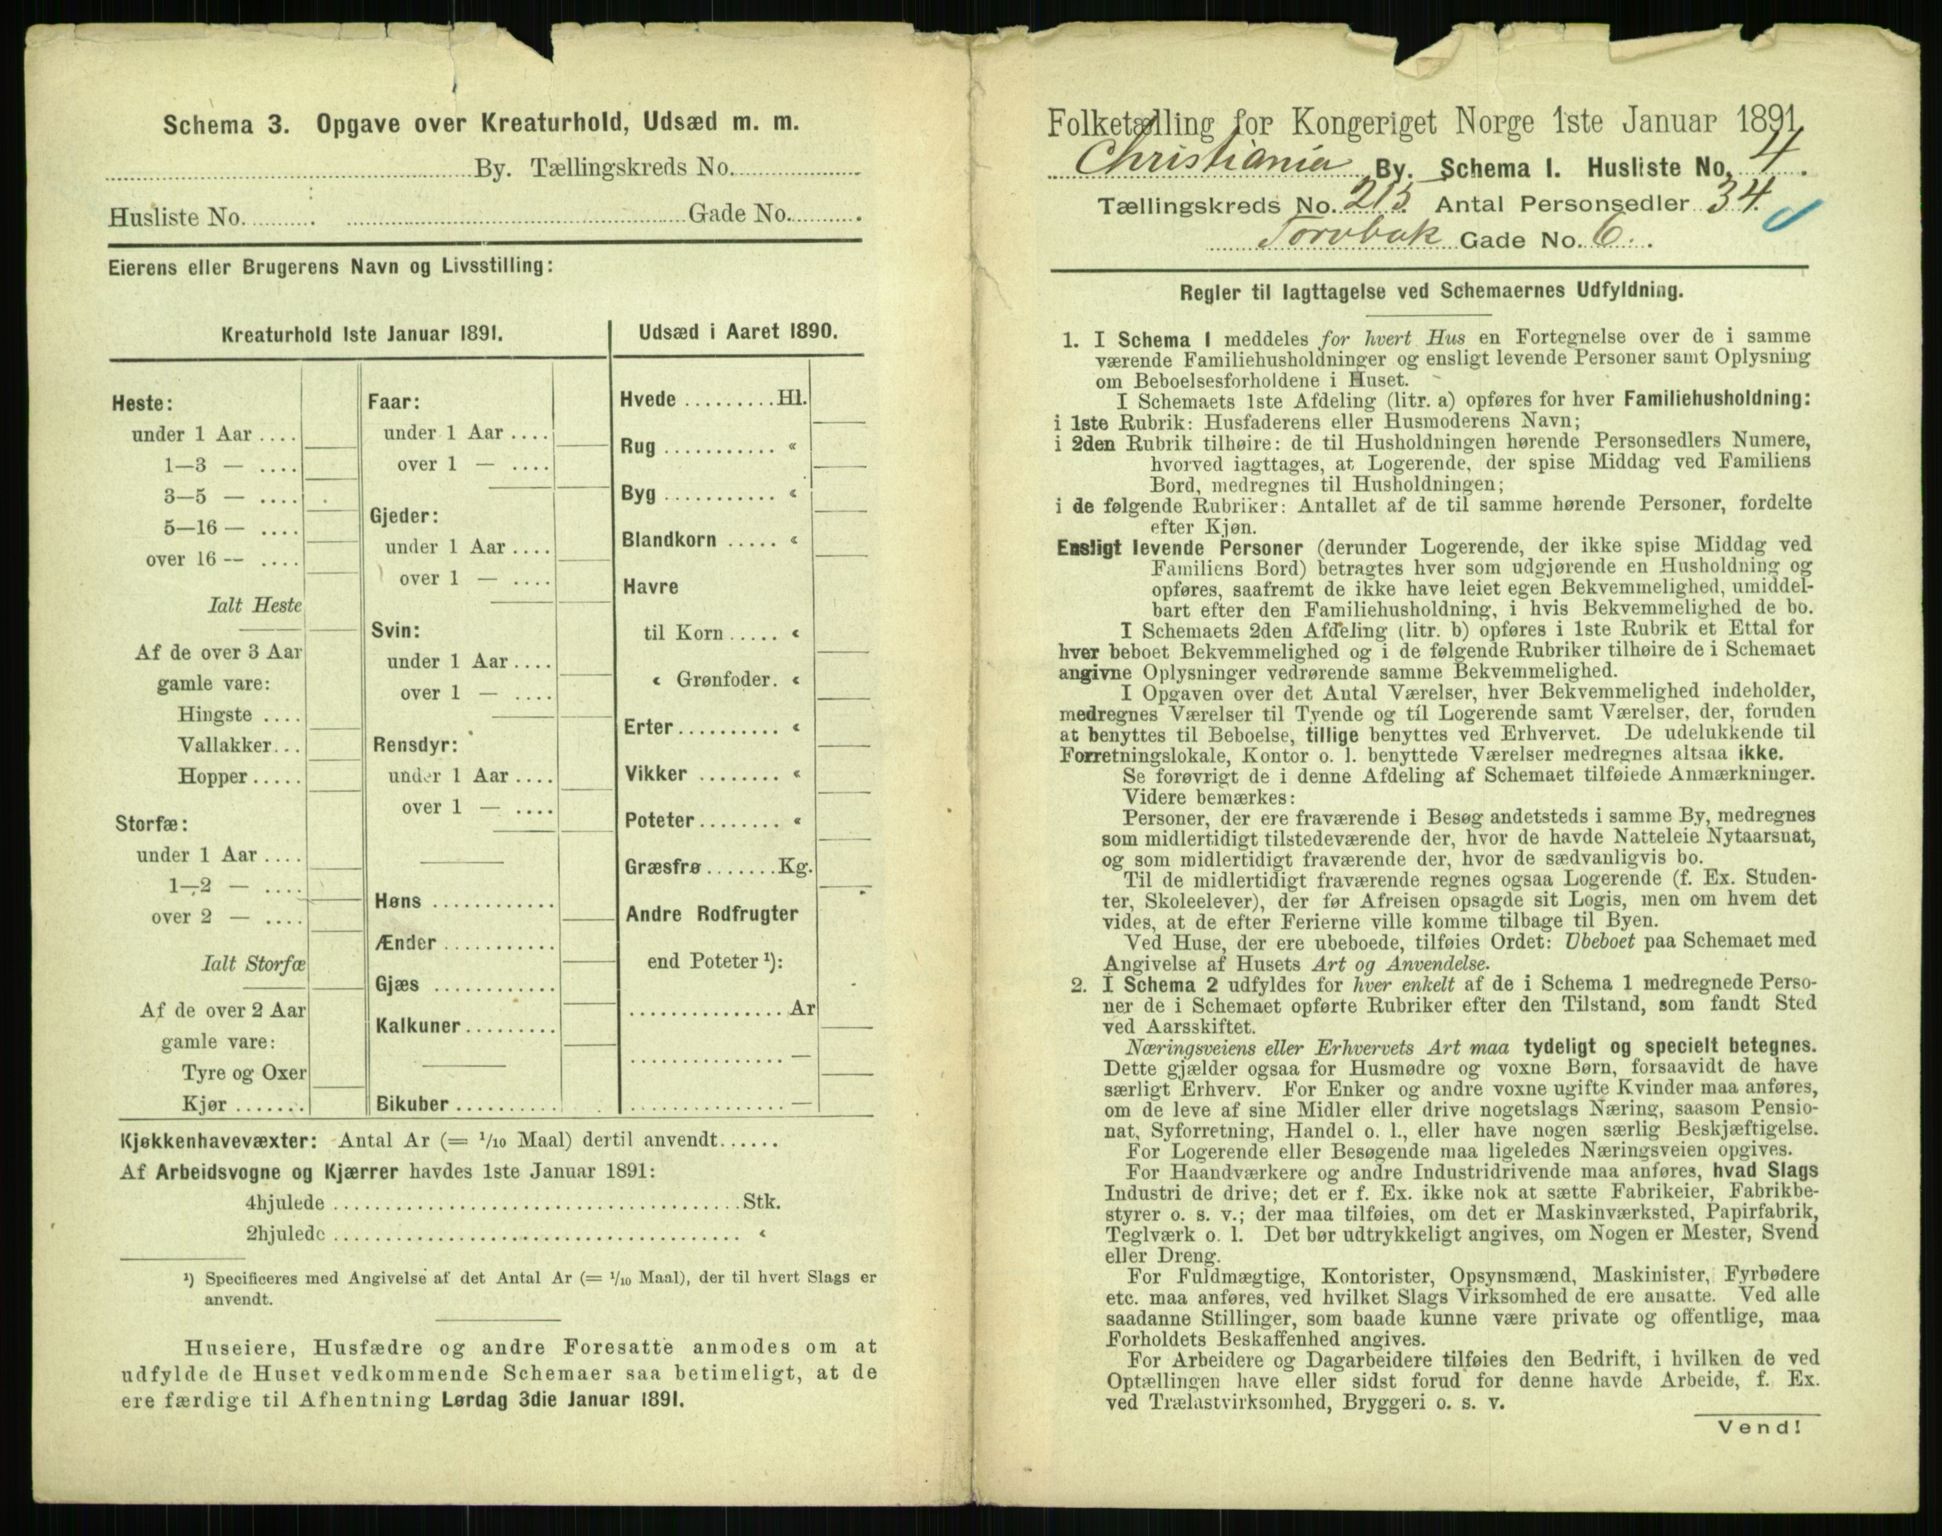 Schema 3. Opgave over Kreaturhold, Udsæd m. m.
By. Tællingskreds No.
Husliste No. Gade No.
Eierens eller Brugerens Navn og Livsstilling:
Kreaturhold 1ste Januar 1891.
Heste:
under 1 Aar ....
1—3 — ....
3—5 — ....
5—16 — ....
over 16 — ....
Ialt Heste
Af de over 3 Aar
gamle vare:
Hingste ....
Vallakker...
Hopper.....
Storfæ:
under 1 Aar ....
1—2 — ....
over 2 — ....
Ialt Storfæ
Af de over 2 Aar
gamle vare:
Tyre og Oxer
Kjør .......
Faar:
under 1 Aar ....
over 1 — ....
Gjeder:
under 1 Aar ....
over 1 — ....
Svin:
under 1 Aar ....
over 1 — ....
Rensdyr:
under 1 Aar ....
over 1 — ....
Høns ............
Ænder ...........
Gjæs ............
Kalkuner.........
Bikuber ..........
Udsæd i Aaret 1890.
Hvede .........Hl.
Rug ........... «
Byg ........... «
Blandkorn ..... «
Havre
til Korn ..... «
« Grønfoder. «
Erter.......... «
Vikker ........ «
Poteter ........ «
Græsfrø .......Kg.
Andre Rodfrugter
end Poteter ¹):
............... Ar
............... —
............... —
Kjøkkenhavevæxter: Antal Ar (= 1/10 Maal) dertil anvendt......
Af Arbeidsvogne og Kjærrer havdes 1ste Januar 1891:
4hjulede ..................................... Stk.
2hjulede ..................................... «
¹) Specificeres med Angivelse af det Antal Ar (= 1/10 Maal), der til hvert Slags er
anvendt.
Huseiere, Husfædre og andre Foresatte anmodes om at
udfylde de Huset vedkommende Schemaer saa betimeligt, at de
ere færdige til Afhentning Lørdag 3die Januar 1891.
Folketælling for Kongeriget Norge 1ste Januar 1891.
Christiania By. Schema I. Husliste No. 4.
Tællingskreds No. 215. Antal Personsedler 34.
Torvbak Gade No. 6.
Regler til Iagttagelse ved Schemaernes Udfyldning.
1. I Schema 1 meddeles for hvert Hus en Fortegnelse over de i samme
værende Familiehusholdninger og ensligt levende Personer samt Oplysning
om Beboelsesforholdene i Huset.
I Schemaets 1ste Afdeling (litr. a) opføres for hver Familiehusholdning:
i 1ste Rubrik: Husfaderens eller Husmoderens Navn;
i 2den Rubrik tilhøire: de til Husholdningen hørende Personsedlers Numere,
hvorved iagttages, at Logerende, der spise Middag ved Familiens
Bord, medregnes til Husholdningen;
i de følgende Rubriker: Antallet af de til samme hørende Personer, fordelte
efter Kjøn.
Ensligt levende Personer (derunder Logerende, der ikke spise Middag ved
Familiens Bord) betragtes hver som udgjørende en Husholdning og
opføres, saafremt de ikke have leiet egen Bekvemmelighed, umiddel-
bart efter den Familiehusholdning, i hvis Bekvemmelighed de bo.
I Schemaets 2den Afdeling (litr. b) opføres i 1ste Rubrik et Ettal for
hver beboet Bekvemmelighed og i de følgende Rubriker tilhøire de i Schemaet
angivne Oplysninger vedrørende samme Bekvemmelighed.
I Opgaven over det Antal Værelser, hver Bekvemmelighed indeholder,
medregnes Værelser til Tyende og til Logerende samt Værelser, der, foruden
at benyttes til Beboelse, tillige benyttes ved Erhvervet. De udelukkende til
Forretningslokale, Kontor o. l. benyttede Værelser medregnes altsaa ikke.
Se forøvrigt de i denne Afdeling af Schemaet tilføiede Anmærkninger.
Videre bemærkes:
Personer, der ere fraværende i Besøg andetsteds i samme By, medregnes
som midlertidigt tilstedeværende der, hvor de havde Natteleie Nytaarsnat,
og som midlertidigt fraværende der, hvor de sædvanligvis bo.
Til de midlertidigt fraværende regnes ogsaa Logerende (f. Ex. Studen-
ter, Skoleelever), der før Afreisen opsagde sit Logis, men om hvem det
vides, at de efter Ferierne ville komme tilbage til Byen.
Ved Huse, der ere ubeboede, tilføies Ordet: Ubeboet paa Schemaet med
Angivelse af Husets Art og Anvendelse.
2. I Schema 2 udfyldes for hver enkelt af de i Schema 1 medregnede Perso-
ner de i Schemaet opførte Rubriker efter den Tilstand, som fandt Sted
ved Aarsskiftet.
Næringsveiens eller Erhvervets Art maa tydeligt og specielt betegnes.
Dette gjælder ogsaa for Husmødre og voxne Børn, forsaavidt de have
særligt Erhverv. For Enker og andre voxne ugifte Kvinder maa anføres,
om de leve af sine Midler eller drive nogetslags Næring, saasom Pensio-
nat, Syforretning, Handel o. l., eller have nogen særlig Beskjæftigelse.
For Logerende eller Besøgende maa ligeledes Næringsveien opgives.
For Haandværkere og andre Industridrivende maa anføres, hvad Slags
Industri de drive; det er f. Ex. ikke nok at sætte Fabrikeier, Fabrikbe-
styrer o. s. v.; der maa tilføies, om det er Maskinværksted, Papirfabrik,
Teglværk o. l. Det bør udtrykkeligt angives, om Nogen er Mester, Svend
eller Dreng.
For Fuldmægtige, Kontorister, Opsynsmænd, Maskinister, Fyrbødere
etc. maa anføres, ved hvilket Slags Virksomhed de ere ansatte. Ved alle
saadanne Stillinger, som baade kunne være private og offentlige, maa
Forholdets Beskaffenhed angives.
For Arbeidere og Dagarbeidere tilføies den Bedrift, i hvilken de ved
Optællingen have eller sidst forud for denne havde Arbeide, f. Ex.
ved Trælastvirksomhed, Bryggeri o. s. v.
Vend!